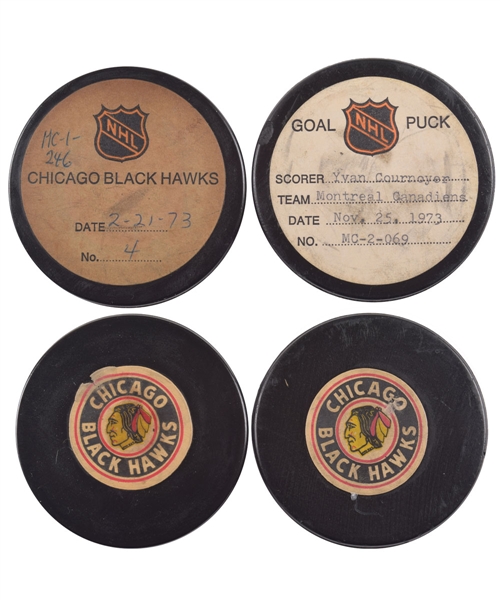 MC-1-
246
NHL
CHICAGO BLACK HAWKS
DATE 2-21-73
No. 4
GOAL NHL PUCK
SCORER Yvan Cournoyer
TEAM Montreal Canadiens
DATE Nov. 25, 1973
NO. MC-2-069
CHICAGO
BLACK HAWKS
CHICAGO
BLACK HAWKS